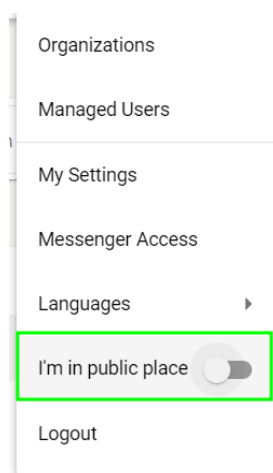 Organizations
Managed Users
My Settings
Messenger Access
Languages
I'm in public place
Logout